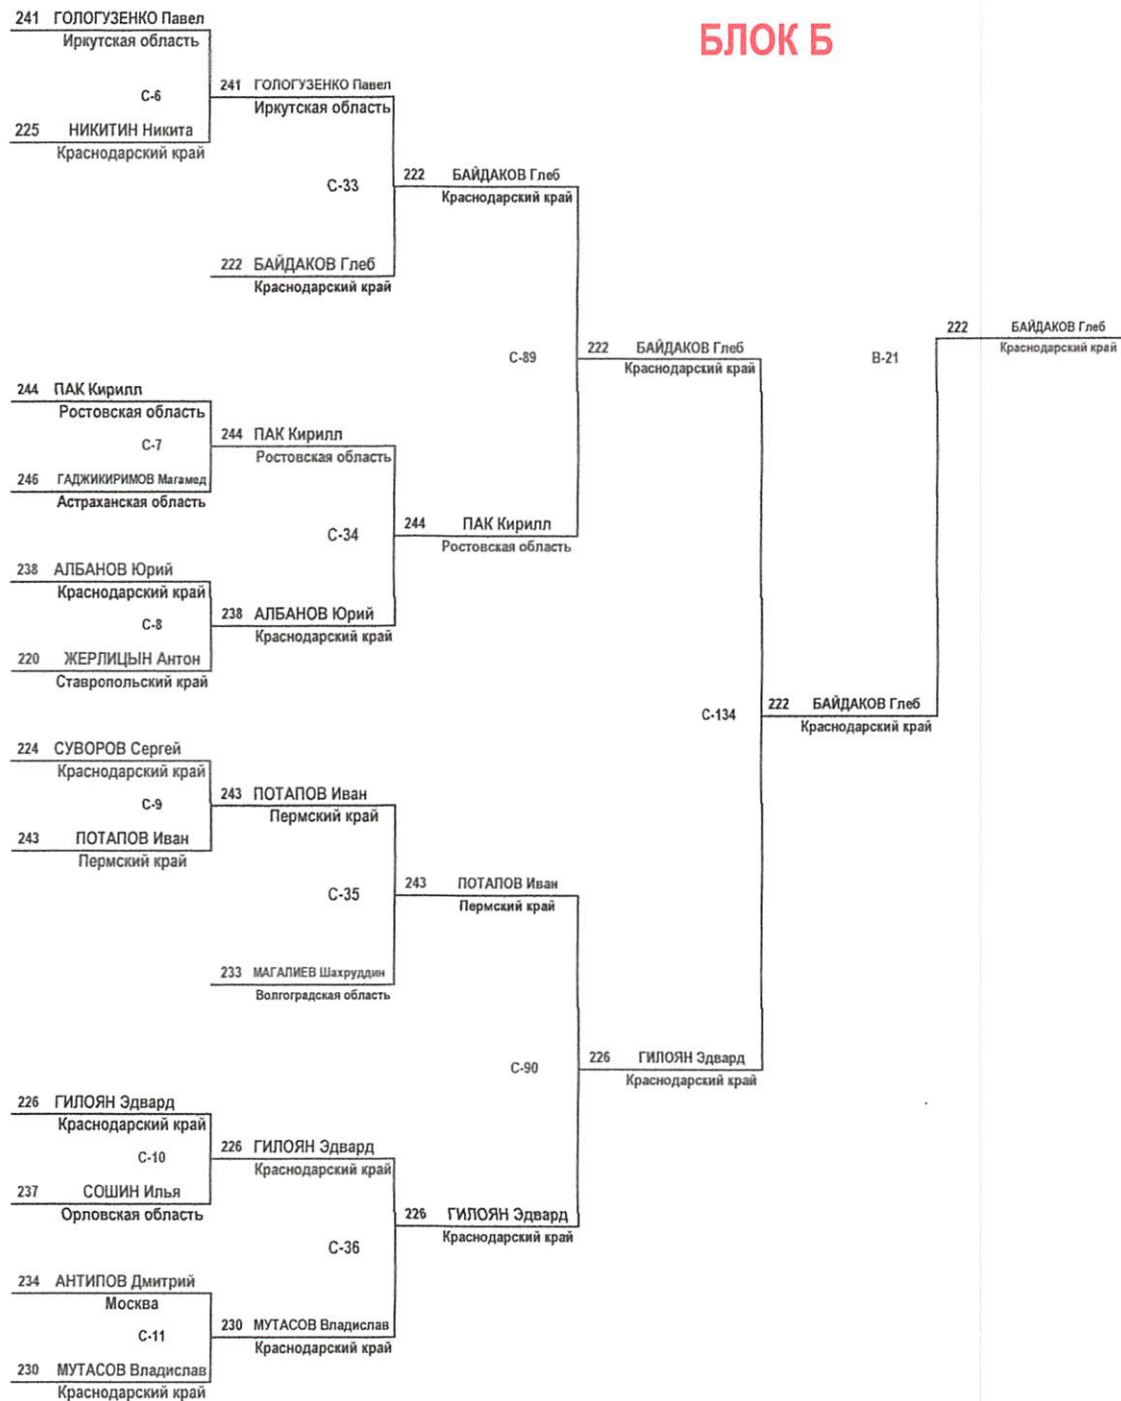 БЛОК Б
241 ГОЛОГУЗЕНКО Павел
Иркутская область
С-6
225 НИКИТИН Никита
Краснодарский край
241 ГОЛОГУЗЕНКО Павел
Иркутская область
С-33
222 БАЙДАКОВ Глеб
Краснодарский край
222 БАЙДАКОВ Глеб
Краснодарский край
244 ПАК Кирилл
Ростовская область
С-7
246 ГАДЖИКИРИМОВ Магамед
Астраханская область
244 ПАК Кирилл
Ростовская область
С-34
244 ПАК Кирилл
Ростовская область
238 АЛБАНОВ Юрий
Краснодарский край
С-8
220 ЖЕРЛИЦЫН Антон
Ставропольский край
238 АЛБАНОВ Юрий
Краснодарский край
С-89
222 БАЙДАКОВ Глеб
Краснодарский край
В-21
222 БАЙДАКОВ Глеб
Краснодарский край
С-134
222 БАЙДАКОВ Глеб
Краснодарский край
224 СУВОРОВ Сергей
Краснодарский край
С-9
243 ПОТАПОВ Иван
Пермский край
243 ПОТАПОВ Иван
Пермский край
С-35
243 ПОТАПОВ Иван
Пермский край
233 МАГАЛИЕВ Шахруддин
Волгоградская область
С-90
226 ГИЛОЯН Эдвард
Краснодарский край
226 ГИЛОЯН Эдвард
Краснодарский край
С-10
237 СОШИН Илья
Орловская область
226 ГИЛОЯН Эдвард
Краснодарский край
С-36
226 ГИЛОЯН Эдвард
Краснодарский край
234 АНТИПОВ Дмитрий
Москва
С-11
230 МУТАСОВ Владислав
Краснодарский край
230 МУТАСОВ Владислав
Краснодарский край